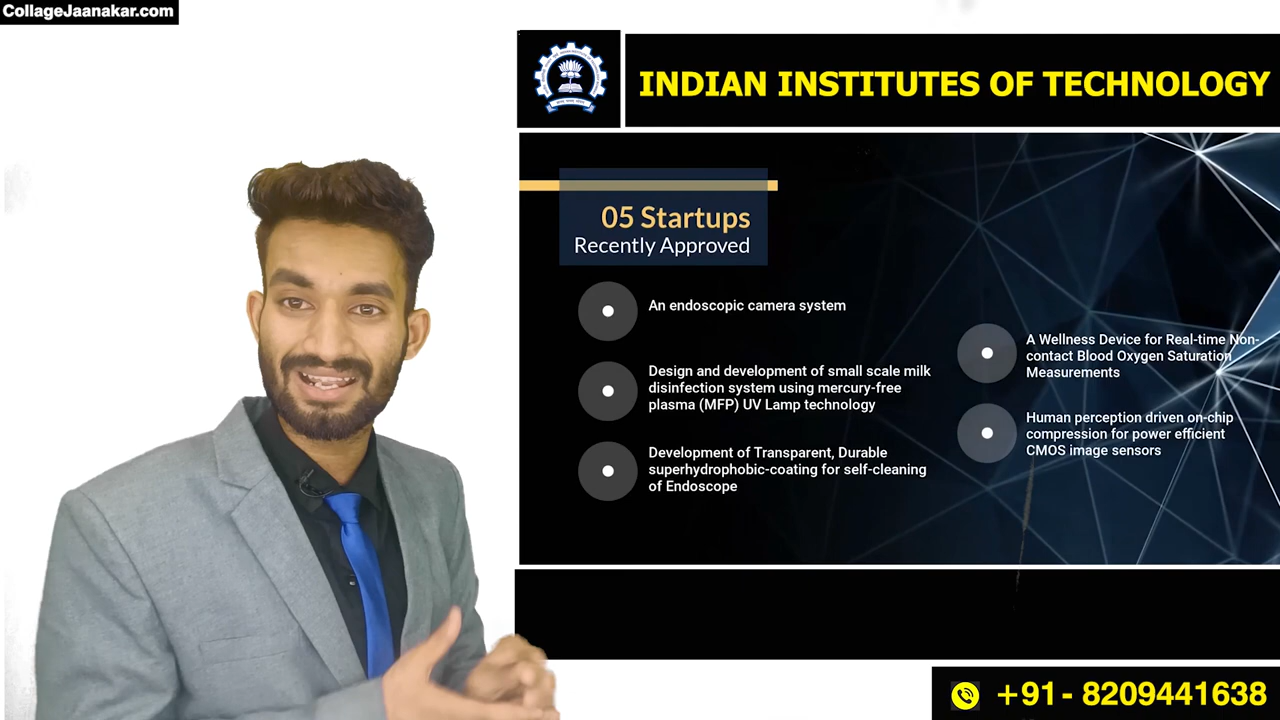 CollageJaanakar.com
INDIAN INSTITUTES OF TECHNOLOGY
05 Startups
Recently Approved
An endoscopic camera system
Design and development of small scale milk
disinfection system using mercury-free
plasma (MFP) UV Lamp technology
Development of Transparent, Durable
superhydrophobic-coating for self-cleaning
of Endoscope
A Wellness Device for Real-time Non-
contact Blood Oxygen Saturation
Measurements
Human perception driven on-chip
compression for power efficient
CMOS image sensors
+91- 8209441638